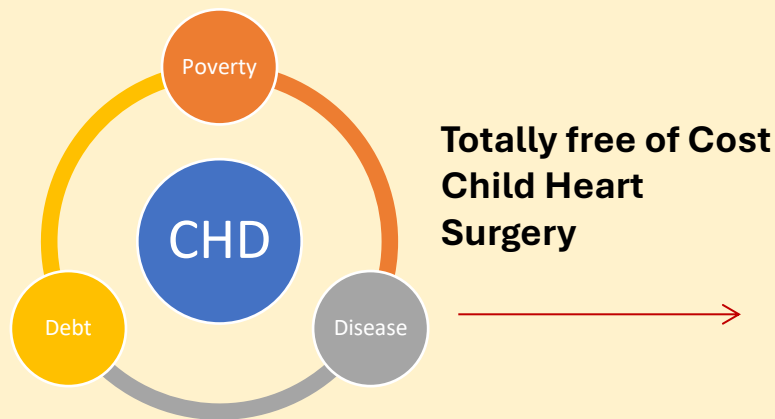 Poverty
CHD
Debt
Disease
Totally free of Cost
Child Heart
Surgery